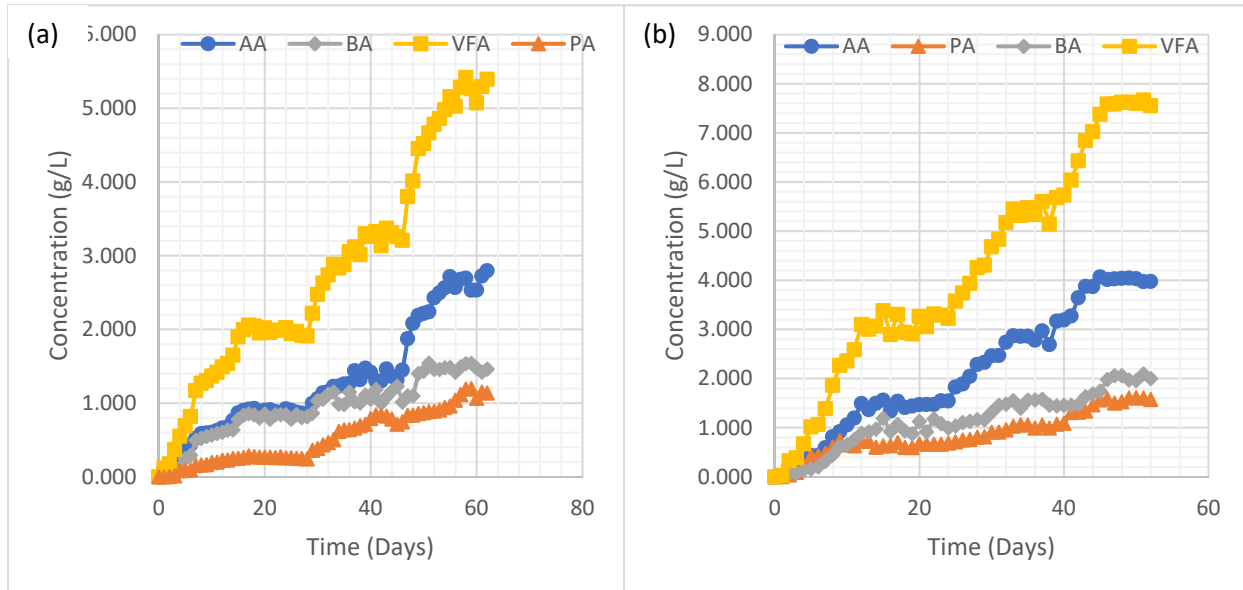 (a)
6.000
AA BA VFA PA
5.000
4.000
3.000
2.000
1.000
0.000
0 20 40 60 80
Concentration (g/L)
Time (Days)
(b)
9.000
AA PA BA VFA
8.000
7.000
6.000
5.000
4.000
3.000
2.000
1.000
0.000
0 20 40 60
Concentration (g/L)
Time (Days)